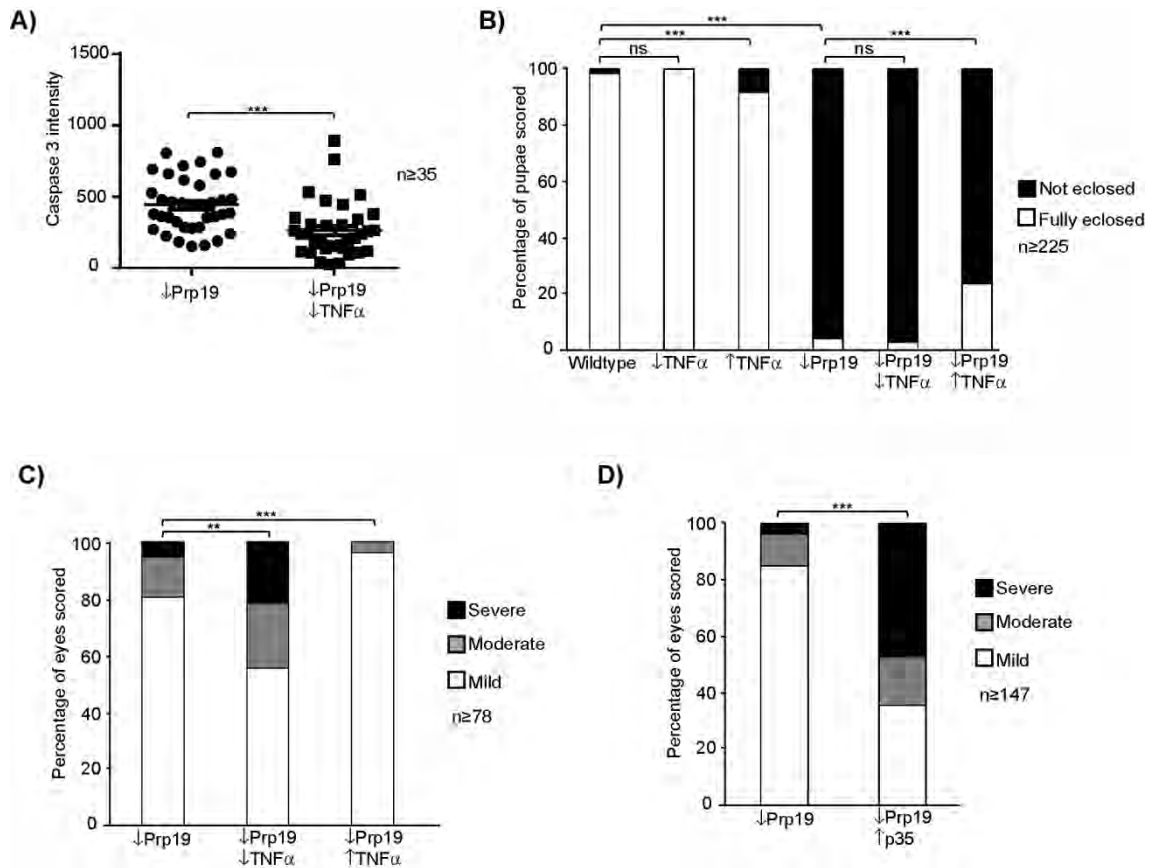 A)
Caspase 3 intensity
1500
1000
500
0
***
n≥35
↓Prp19
↓Prp19
↓TNFα
B)
Percentage of pupae scored
***
***
***
ns
ns
100
80
60
40
20
0
Wildtype
↓TNFα
↑TNFα
↓Prp19
↓Prp19
↓TNFα
↓Prp19
↑TNFα
Not eclosed
Fully eclosed
n≥225
C)
Percentage of eyes scored
***
**
100
80
60
40
20
0
↓Prp19
↓Prp19
↓TNFα
↓Prp19
↑TNFα
Severe
Moderate
Mild
n≥78
D)
Percentage of eyes scored
***
100
80
60
40
20
0
↓Prp19
↓Prp19
↑p35
Severe
Moderate
Mild
n≥147